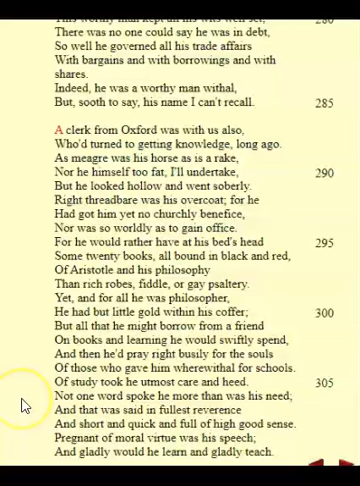 This worthy man kept all his wits well set; 280
There was no one could say he was in debt,
So well he governed all his trade affairs
With bargains and with borrowings and with
shares.
Indeed, he was a worthy man withal,
But, sooth to say, his name I can't recall. 285
A clerk from Oxford was with us also,
Who'd turned to getting knowledge, long ago.
As meagre was his horse as is a rake,
Nor he himself too fat, I'll undertake, 290
But he looked hollow and went soberly.
Right threadbare was his overcoat; for he
Had got him yet no churchly benefice,
Nor was so worldly as to gain office.
For he would rather have at his bed's head 295
Some twenty books, all bound in black and red,
Of Aristotle and his philosophy
Than rich robes, fiddle, or gay psaltery.
Yet, and for all he was philosopher,
He had but little gold within his coffer; 300
But all that he might borrow from a friend
On books and learning he would swiftly spend,
And then he'd pray right busily for the souls
Of those who gave him wherewithal for schools.
Of study took he utmost care and heed. 305
Not one word spoke he more than was his need;
And that was said in fullest reverence
And short and quick and full of high good sense.
Pregnant of moral virtue was his speech;
And gladly would he learn and gladly teach.